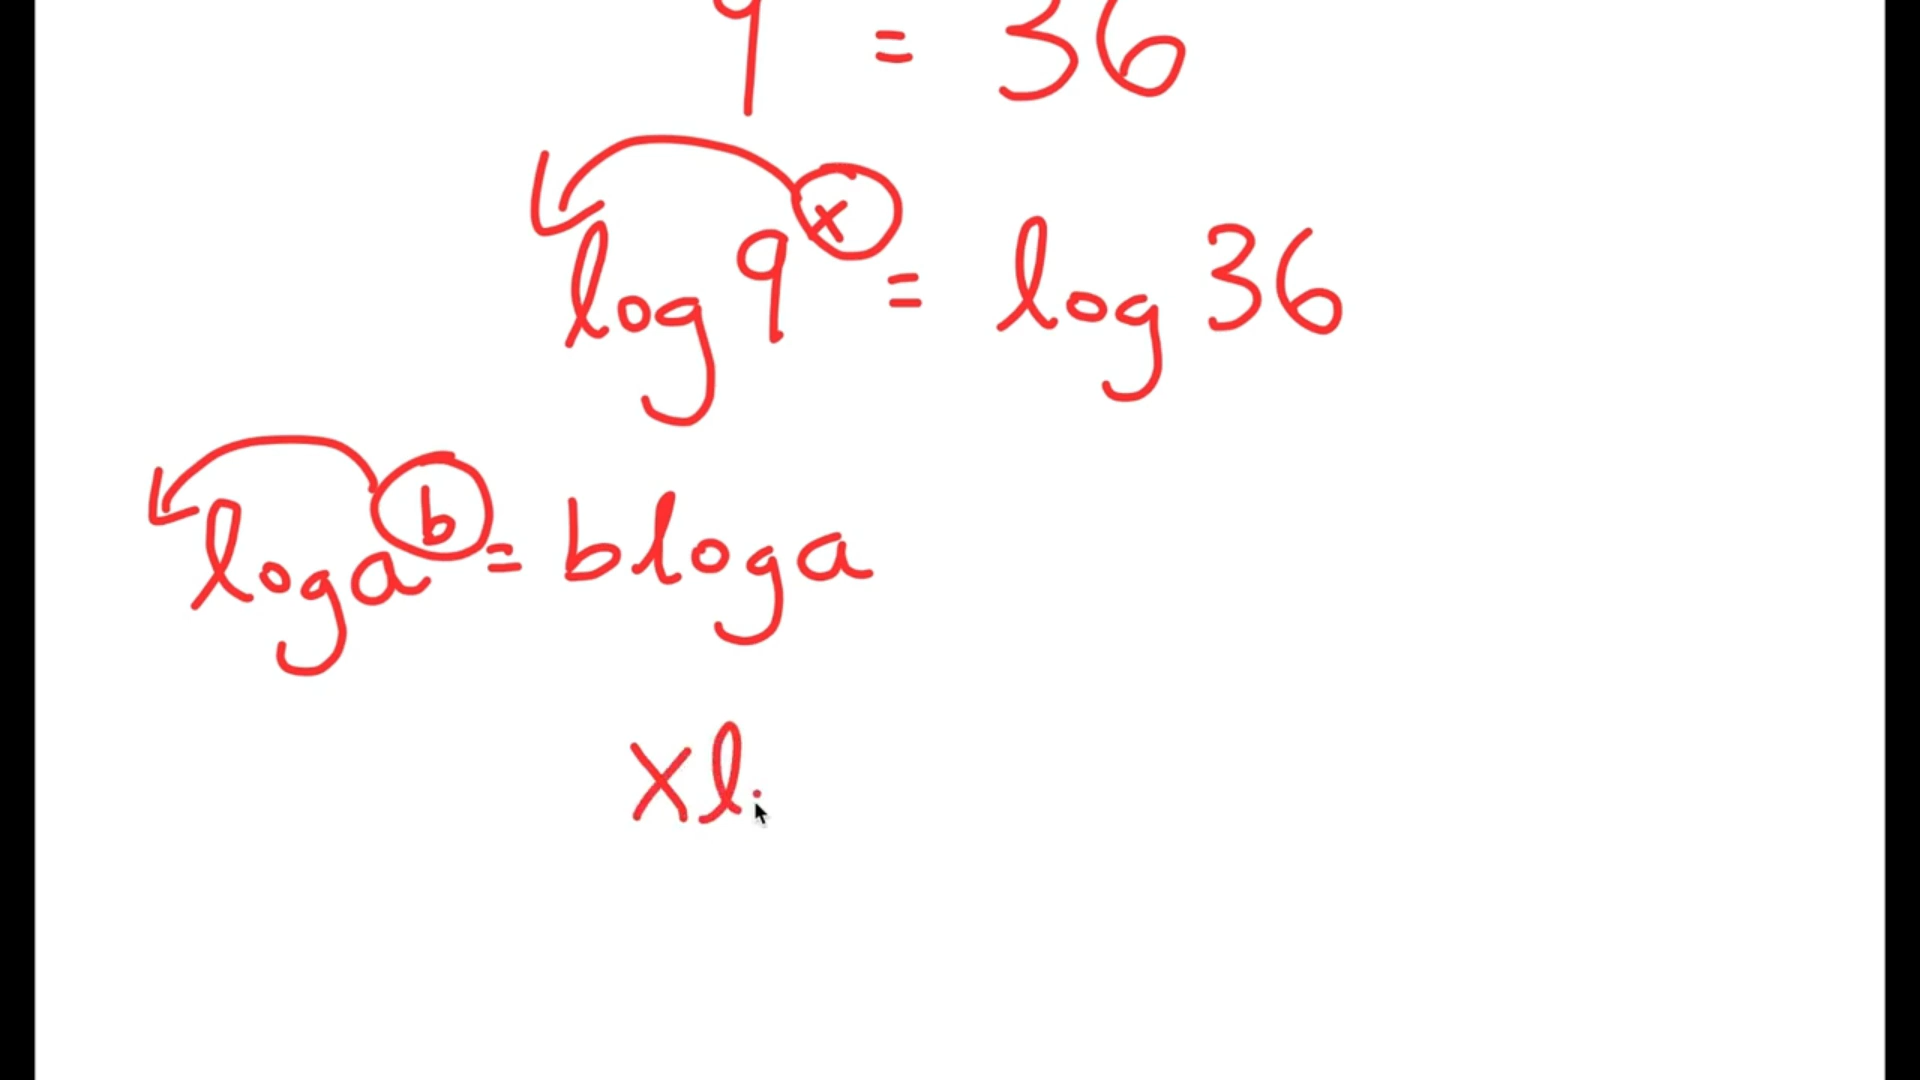 9 = 36
log 9^x = log 36
log a^b = b log a
xl